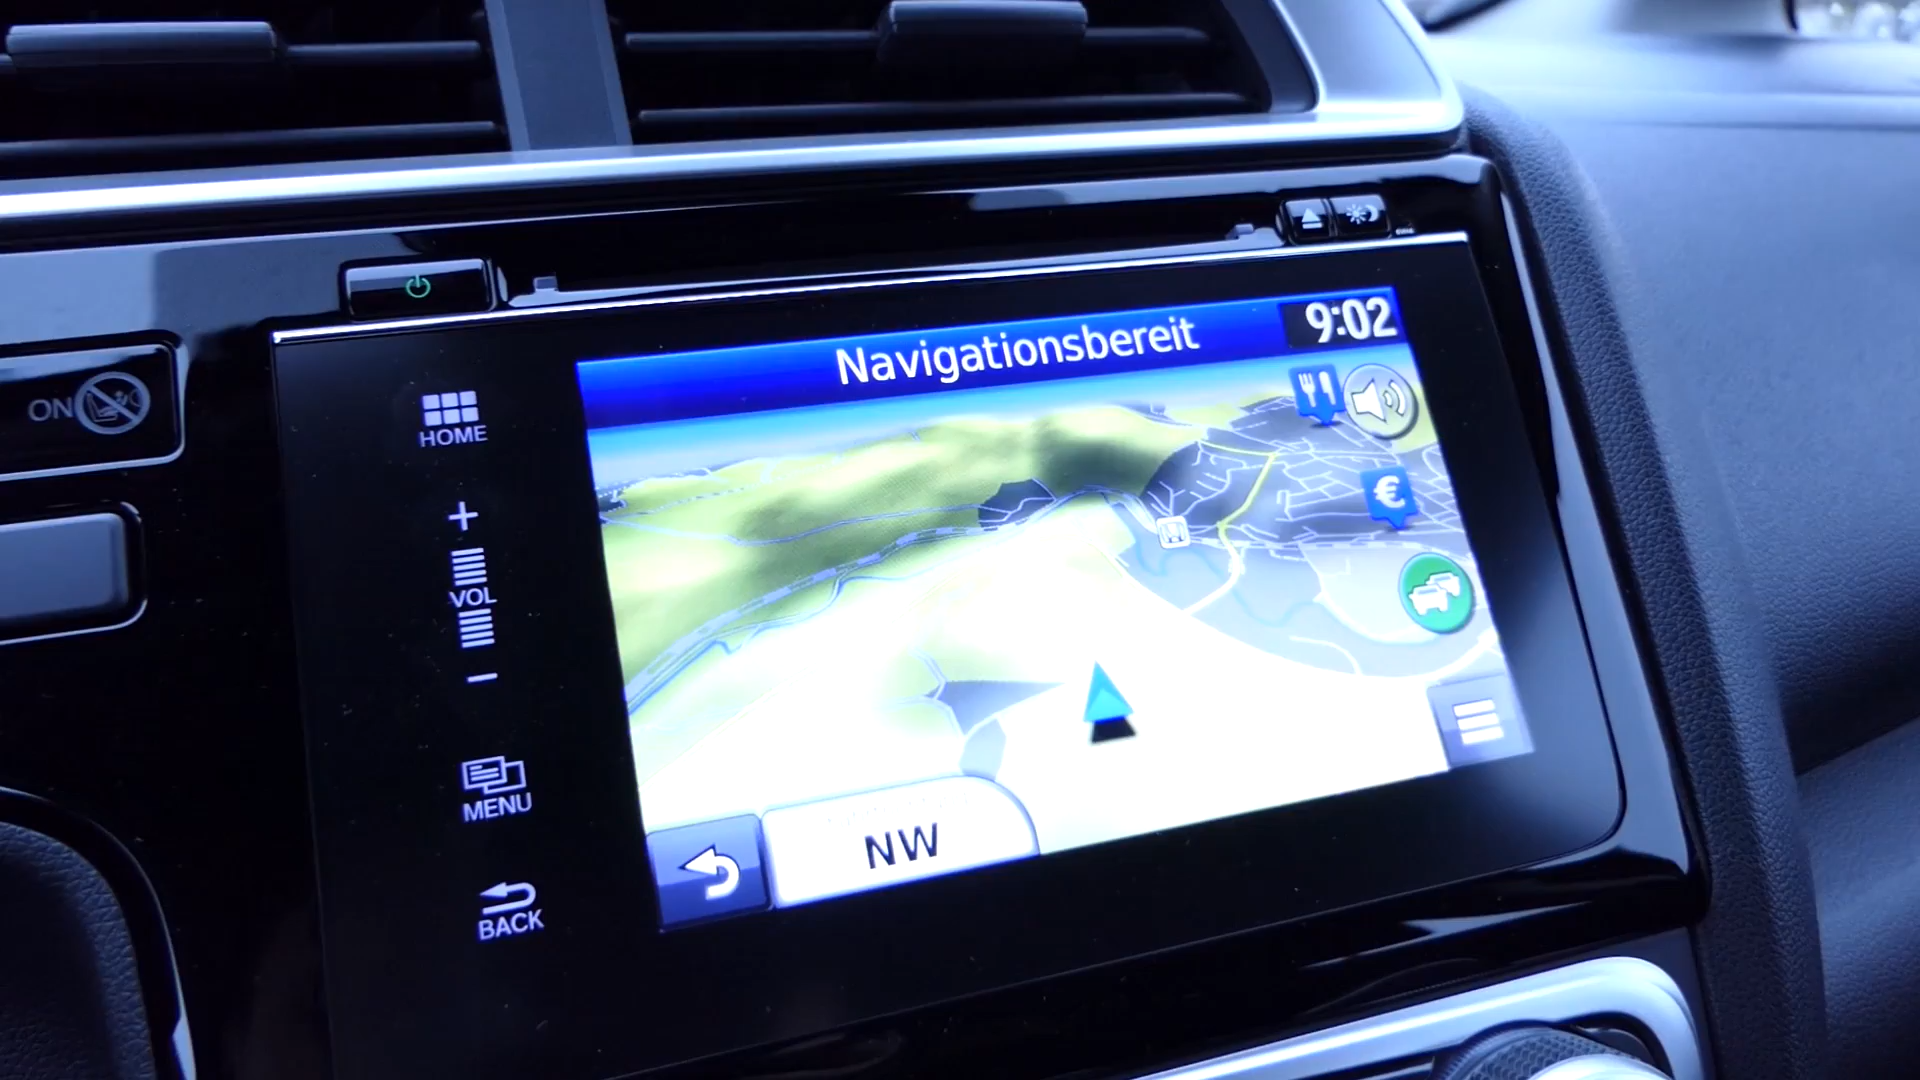 Navigationsbereit
9:02
ON
HOME
+
VOL
−
€
MENU
NW
BACK